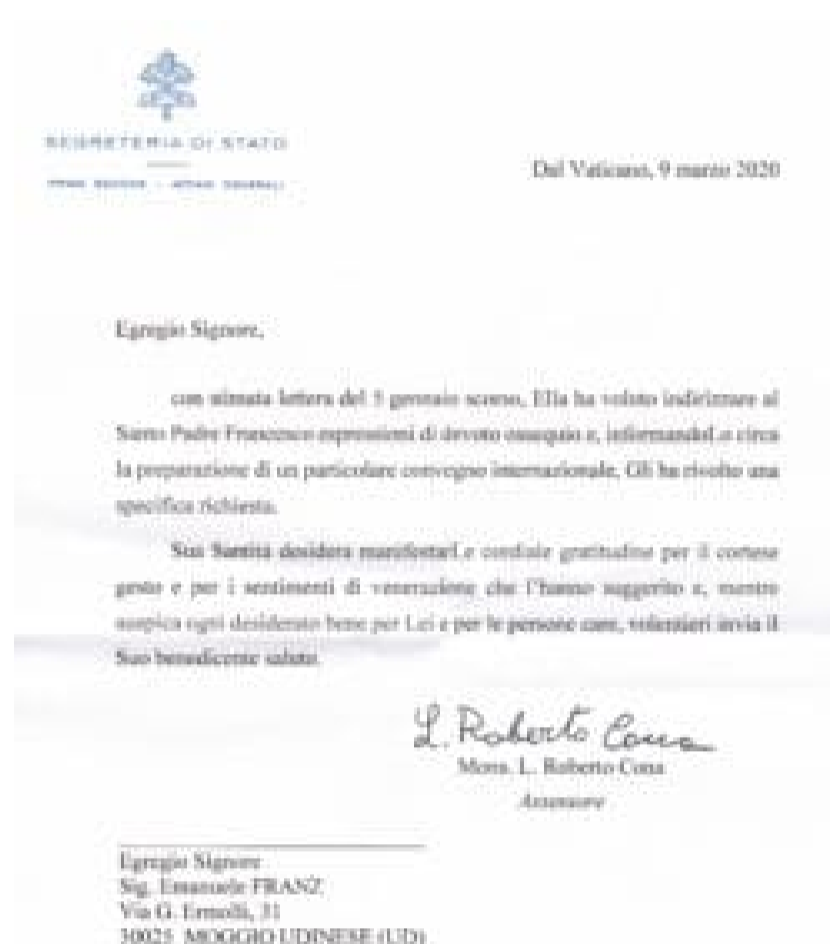 SEGRETERIA DI STATO
PRIMA SEZIONE - AFFARI GENERALI
Dal Vaticano, 9 marzo 2020
Egregio Signore,
con stimata lettera del 5 gennaio scorso, Ella ha voluto indirizzare al
Santo Padre Francesco espressioni di devoto ossequio e, informandoLo circa
la preparazione di un particolare convegno internazionale, Gli ha rivolto una
specifica richiesta.
Sua Santità desidera manifestarLe cordiale gratitudine per il cortese
gesto e per i sentimenti di venerazione che l'hanno suggerito e, mentre
auspica ogni desiderato bene per Lei e per le persone care, volentieri invia il
Suo benedicente saluto.
L. Roberto Cona
Mons. L. Roberto Cona
Assessore
Egregio Signore
Sig. Emanuele FRANZ
Via G. Ermolli, 31
MOGGIO UDINESE (UD)